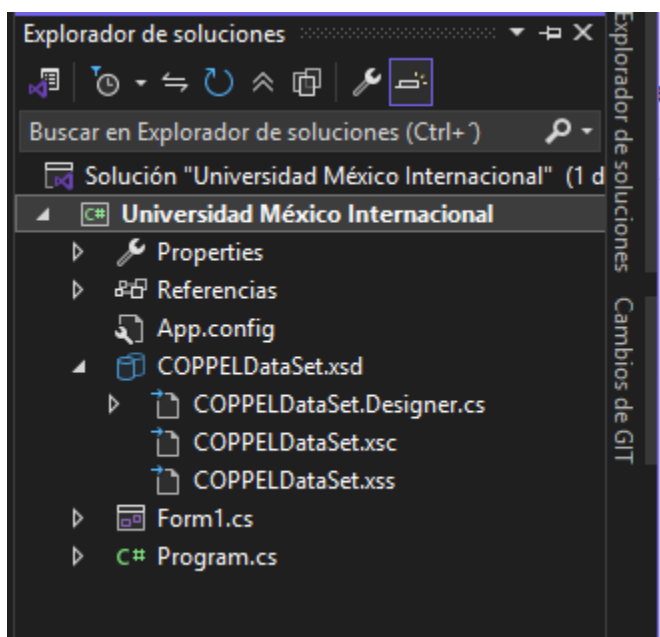 Explorador de soluciones
Buscar en Explorador de soluciones (Ctrl+´)
Solución "Universidad México Internacional" (1 d
C# Universidad México Internacional
Properties
Referencias
App.config
COPPELDataSet.xsd
COPPELDataSet.Designer.cs
COPPELDataSet.xsc
COPPELDataSet.xss
Form1.cs
C# Program.cs
Explorador de soluciones
Cambios de GIT